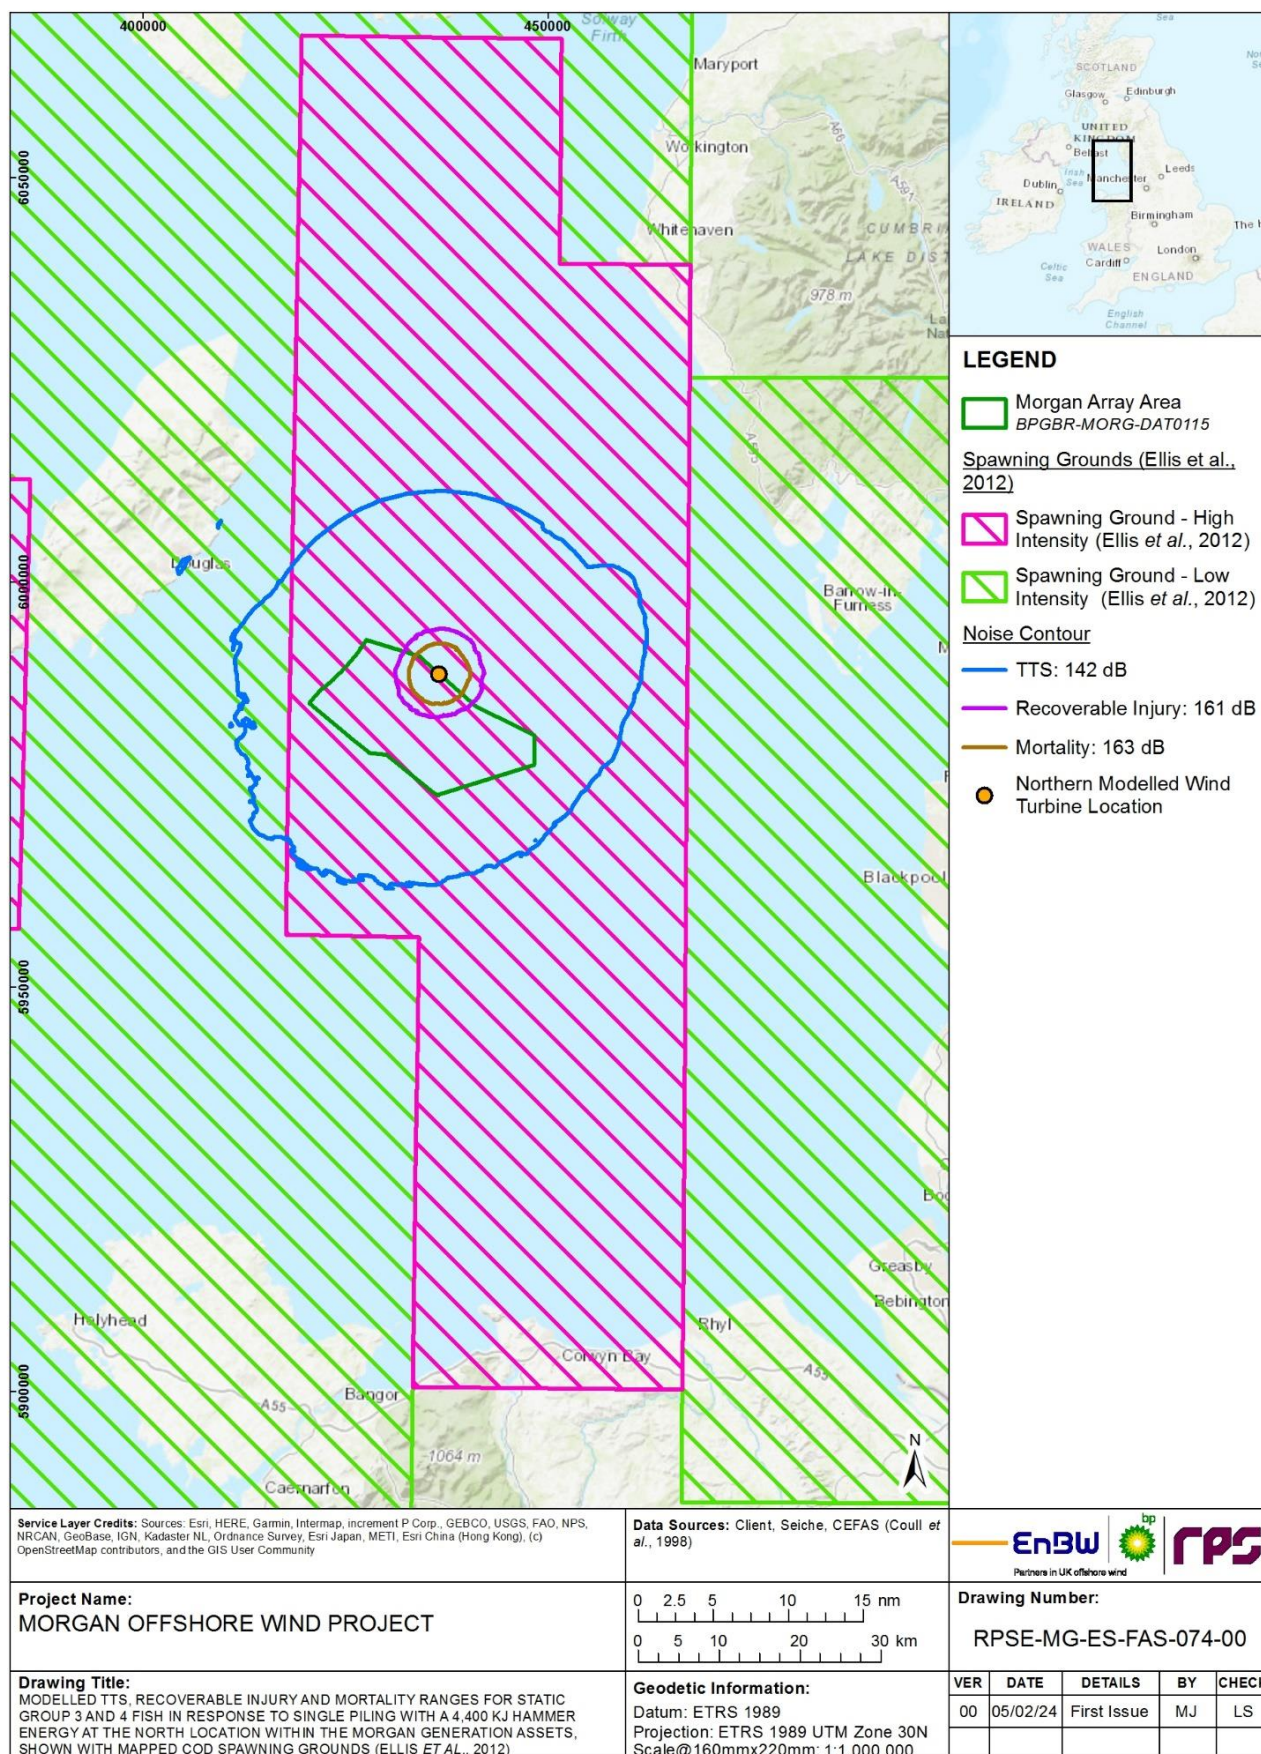 400000
450000
6050000
6000000
5950000
5900000
Solway
Firth
Maryport
Workington
A66
A591
Whitehaven
CUMBRI
LAKE DIS
978 m
La
Nat
A595
Douglas
Barrow-in-
Furness
M
Blackpool
Boo
Greasby
Bebington
Holyhead
Rhyl
Colwyn Bay
A55
Bangor
A55
1064 m
Caernarfon
N
Sea
SCOTLAND
Glasgow
Edinburgh
UNITED
KINGDOM
Belfast
Irish
Sea
Manchester
Leeds
Dublin
IRELAND
Birmingham
The H
WALES
London
Cardiff
Celtic
Sea
ENGLAND
English
Channel
LEGEND
Morgan Array Area
BPGBR-MORG-DAT0115
Spawning Grounds (Ellis et al.,
2012)
Spawning Ground - High
Intensity (Ellis et al., 2012)
Spawning Ground - Low
Intensity (Ellis et al., 2012)
Noise Contour
TTS: 142 dB
Recoverable Injury: 161 dB
Mortality: 163 dB
Northern Modelled Wind
Turbine Location
Service Layer Credits: Sources: Esri, HERE, Garmin, Intermap, increment P Corp., GEBCO, USGS, FAO, NPS,
NRCAN, GeoBase, IGN, Kadaster NL, Ordnance Survey, Esri Japan, METI, Esri China (Hong Kong), (c)
OpenStreetMap contributors, and the GIS User Community
Data Sources: Client, Seiche, CEFAS (Coull et
al., 1998)
EnBW
bp
rps
Partners in UK offshore wind
Project Name:
MORGAN OFFSHORE WIND PROJECT
0 2.5 5 10 15 nm
0 5 10 20 30 km
Drawing Number:
RPSE-MG-ES-FAS-074-00
Drawing Title:
MODELLED TTS, RECOVERABLE INJURY AND MORTALITY RANGES FOR STATIC
GROUP 3 AND 4 FISH IN RESPONSE TO SINGLE PILING WITH A 4,400 KJ HAMMER
ENERGY AT THE NORTH LOCATION WITHIN THE MORGAN GENERATION ASSETS,
SHOWN WITH MAPPED COD SPAWNING GROUNDS (ELLIS ET AL., 2012)
Geodetic Information:
Datum: ETRS 1989
Projection: ETRS 1989 UTM Zone 30N
Scale@160mmx220mm: 1:1,000,000
VER DATE DETAILS BY CHECK
00 05/02/24 First Issue MJ LS